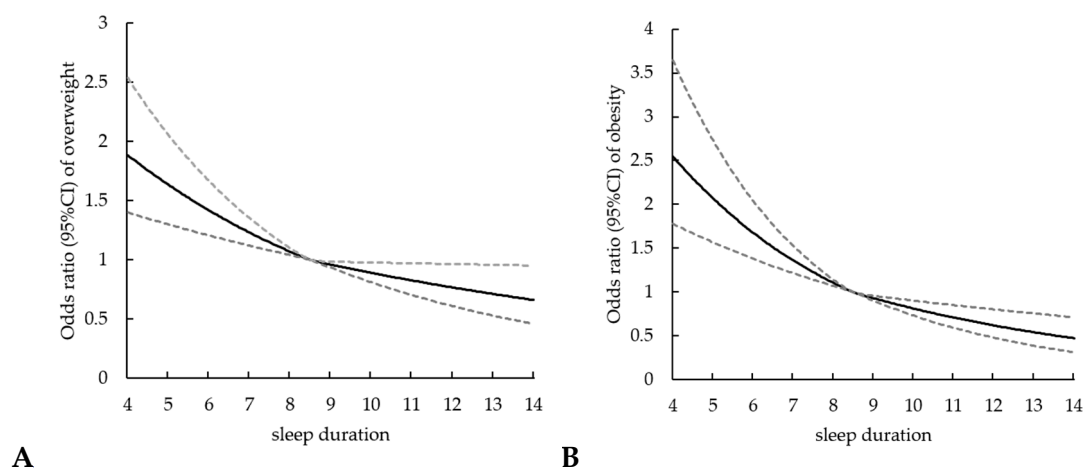 3
2.5
2
1.5
1
0.5
0
Odds ratio (95%CI) of overweight
4 5 6 7 8 9 10 11 12 13 14
sleep duration
A
4
3.5
3
2.5
2
1.5
1
0.5
0
Odds ratio (95%CI) of obesity
4 5 6 7 8 9 10 11 12 13 14
sleep duration
B